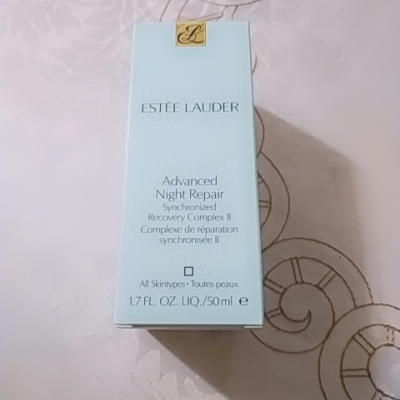 EL
ESTÉE LAUDER
Advanced
Night Repair
Synchronized
Recovery Complex II
Complexe de réparation
synchronisée II
All Skintypes • Toutes peaux
1.7 FL. OZ. LIQ./50 ml e